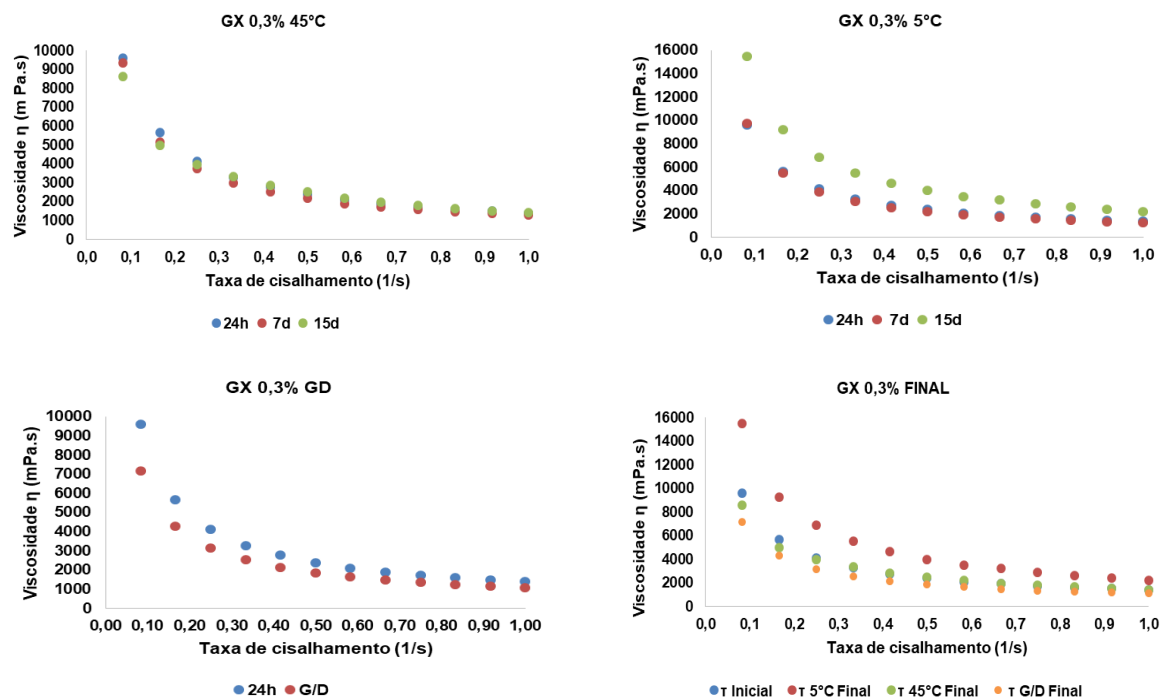 GX 0,3% 45°C
Viscosidade η (m Pa.s)
10000
9000
8000
7000
6000
5000
4000
3000
2000
1000
0
0,0 0,1 0,2 0,3 0,4 0,5 0,6 0,7 0,8 0,9 1,0
Taxa de cisalhamento (1/s)
24h 7d 15d
GX 0,3% 5°C
Viscosidade η (mPa.s)
16000
14000
12000
10000
8000
6000
4000
2000
0
0,0 0,1 0,2 0,3 0,4 0,5 0,6 0,7 0,8 0,9 1,0
Taxa de cisalhamento (1/s)
24h 7d 15d
GX 0,3% GD
Viscosidade η (mPa.s)
10000
9000
8000
7000
6000
5000
4000
3000
2000
1000
0
0,00 0,10 0,20 0,30 0,40 0,50 0,60 0,70 0,80 0,90 1,00
Taxa de cisalhamento (1/s)
24h G/D
GX 0,3% FINAL
Viscosidade η (mPa.s)
16000
14000
12000
10000
8000
6000
4000
2000
0
0,0 0,1 0,2 0,3 0,4 0,5 0,6 0,7 0,8 0,9 1,0
Taxa de cisalhamento (1/s)
τ Inicial τ 5°C Final τ 45°C Final τ G/D Final